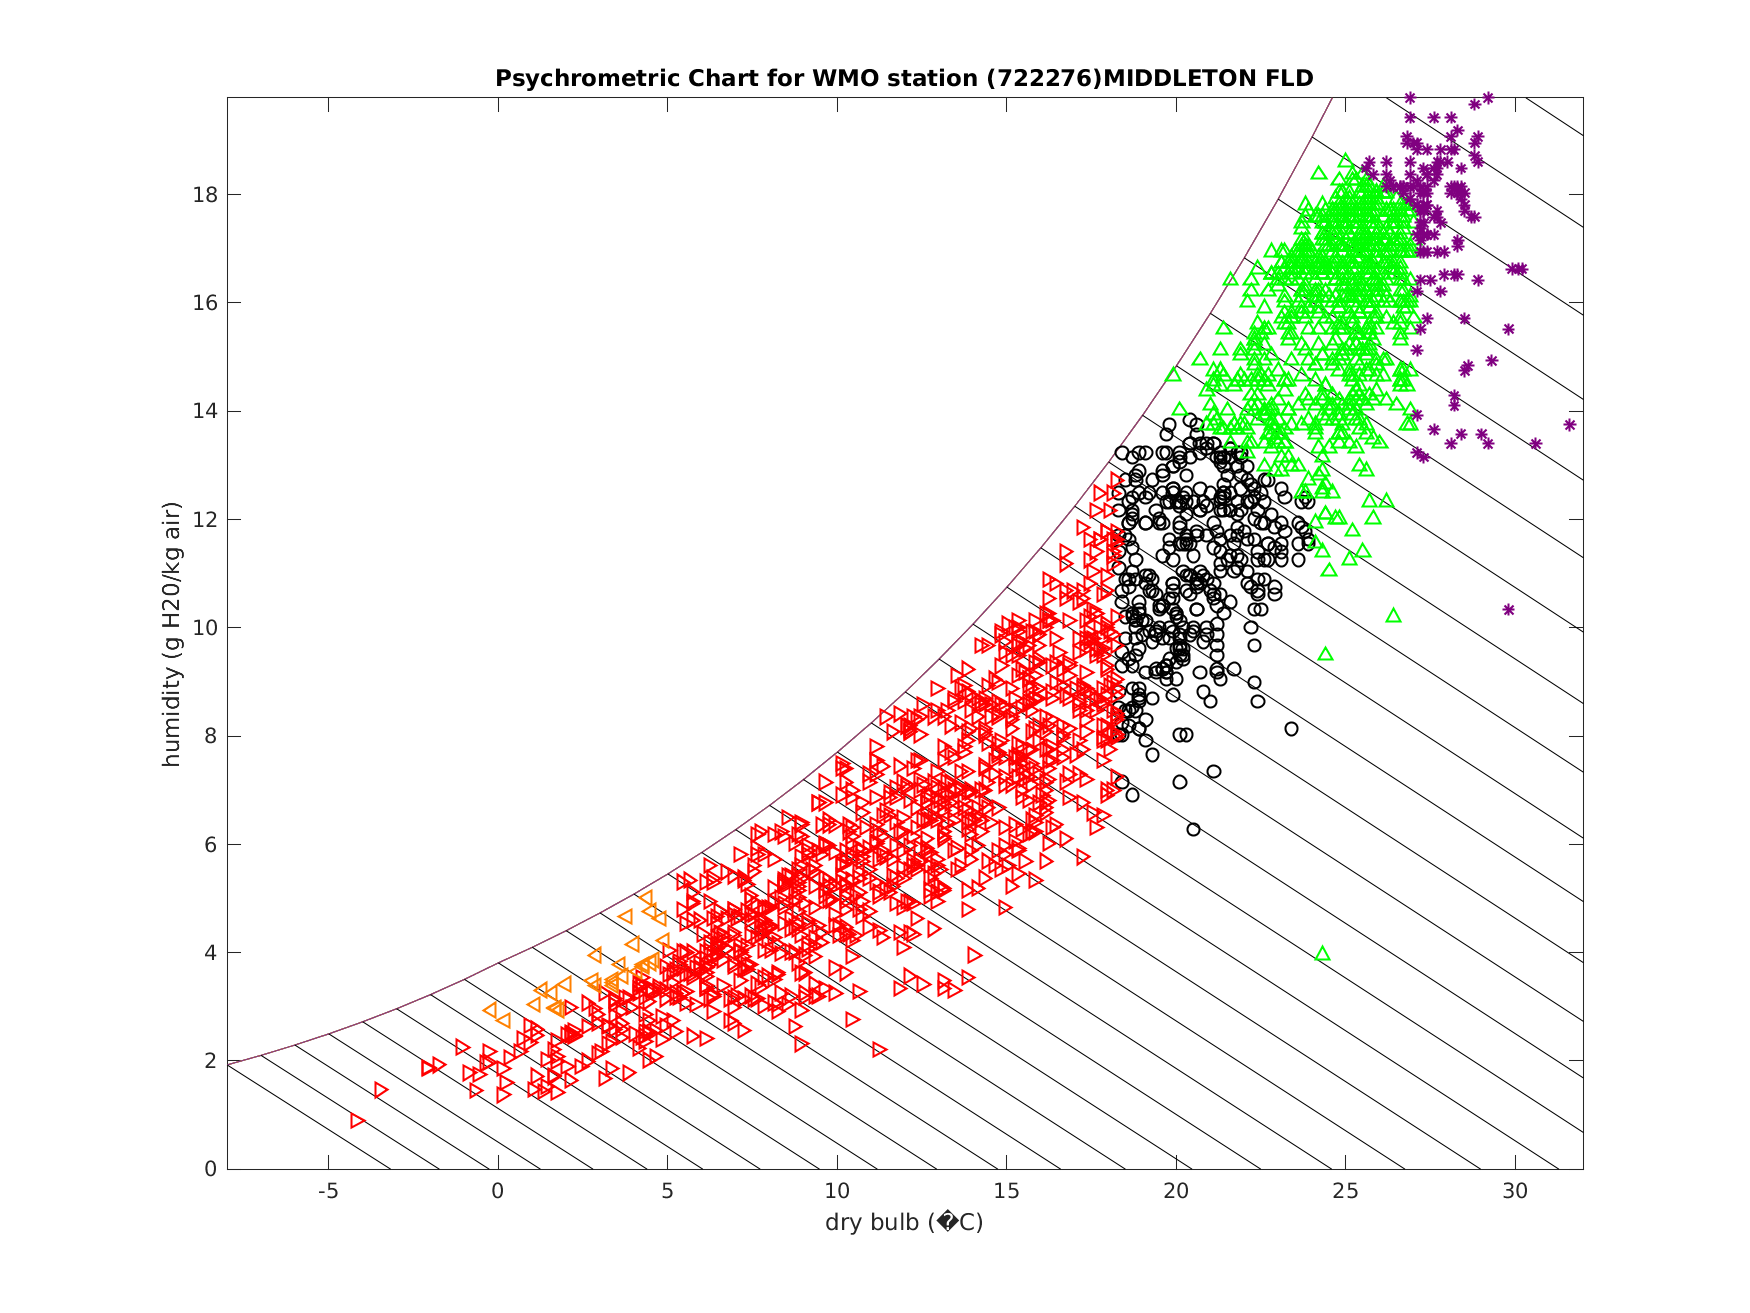 Psychrometric Chart for WMO station (722276)MIDDLETON FLD
humidity (g H20/kg air)
18
16
14
12
10
8
6
4
2
0
-5 0 5 10 15 20 25 30
dry bulb (�C)